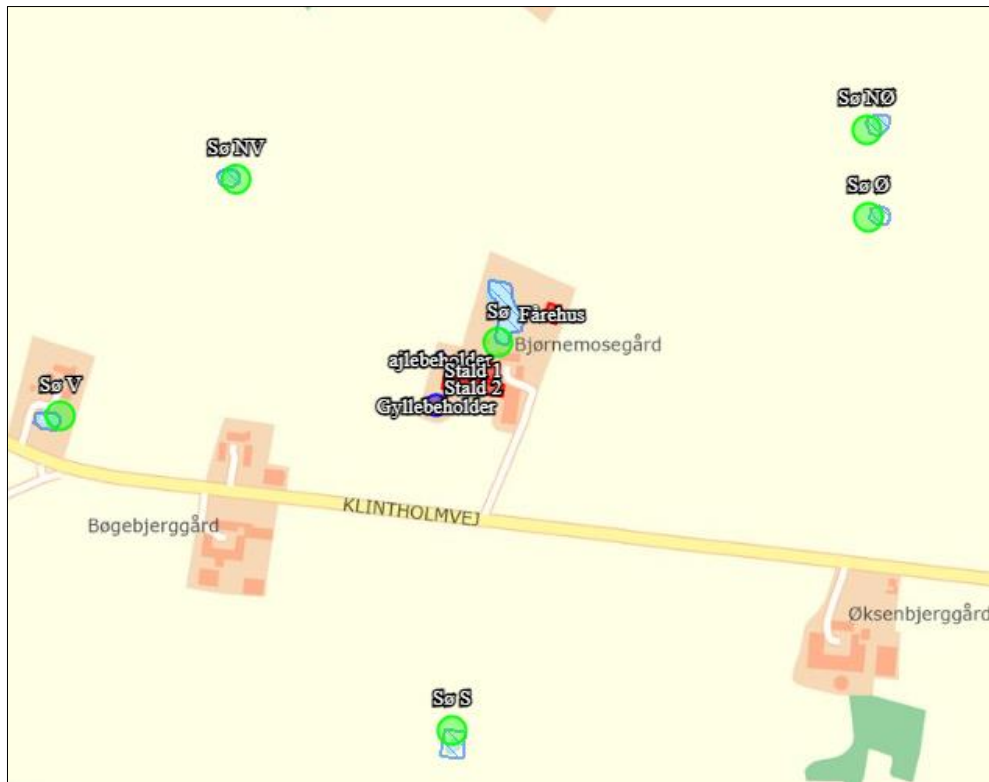 Sø NØ
Sø NV
Sø Ø
Sø
Fårehus
Bjørnemosegård
ajlebeholder
Stald 1
Sø V
Stald 2
Gyllebeholder
KLINTHOLMVEJ
Bøgebjerggård
Øksenbjerggård
Sø S